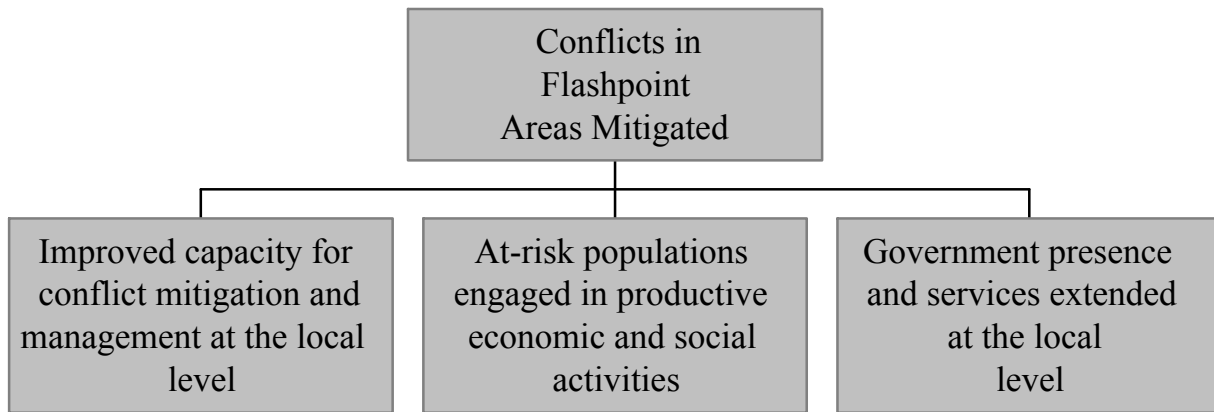 Conflicts in
Flashpoint
Areas Mitigated
Improved capacity for
conflict mitigation and
management at the local
level
At-risk populations
engaged in productive
economic and social
activities
Government presence
and services extended
at the local
level